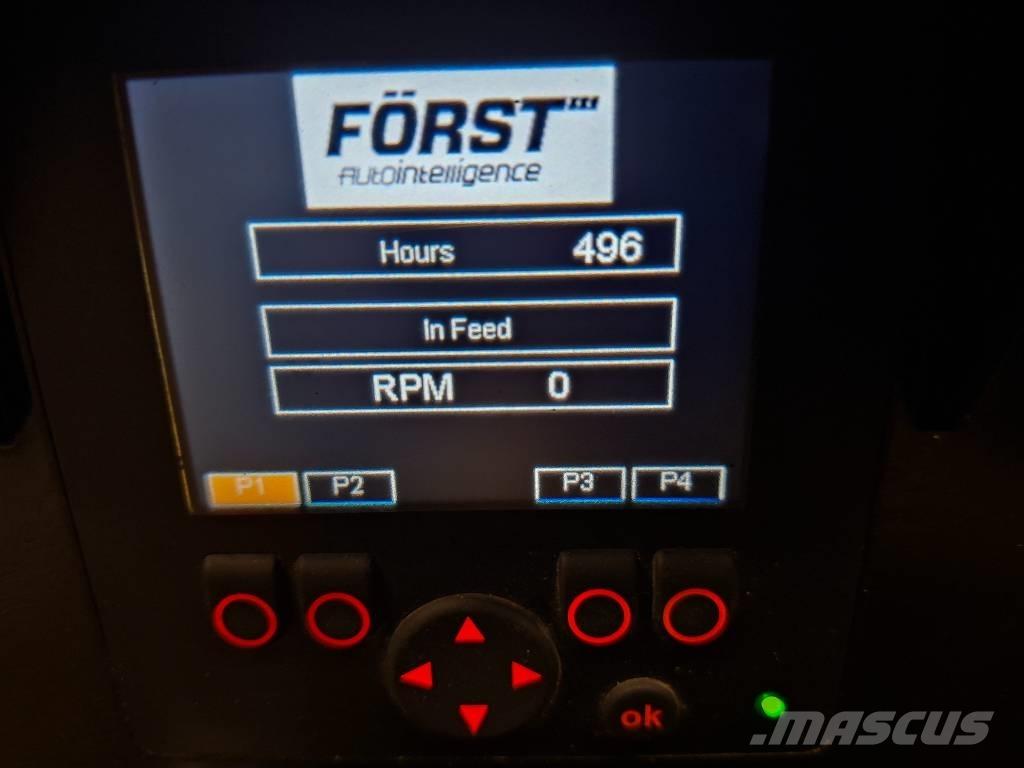 FÖRST
Autointelligence
Hours 496
In Feed
RPM 0
P1 P2 P3 P4
ok
MASCUS